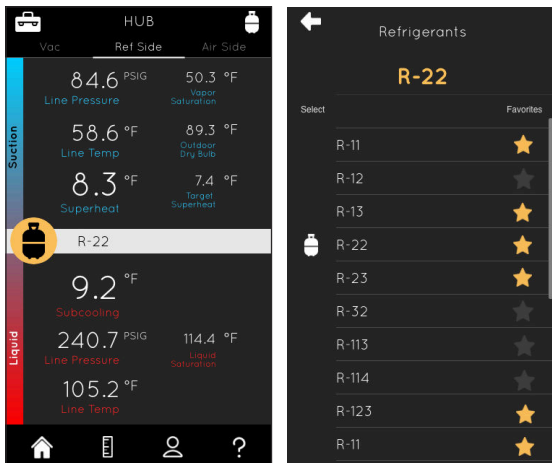 HUB
Vac Ref Side Air Side
84.6 PSIG 50.3 °F
Line Pressure Vapor Saturation
58.6 °F 89.3 °F
Line Temp Outdoor Dry Bulb
8.3 °F 7.4 °F
Superheat Target Superheat
Suction
R-22
9.2 °F
Subcooling
240.7 PSIG 114.4 °F
Line Pressure Liquid Saturation
105.2 °F
Line Temp
Liquid
?
Refrigerants
R-22
Select Favorites
R-11
R-12
R-13
R-22
R-23
R-32
R-113
R-114
R-123
R-11